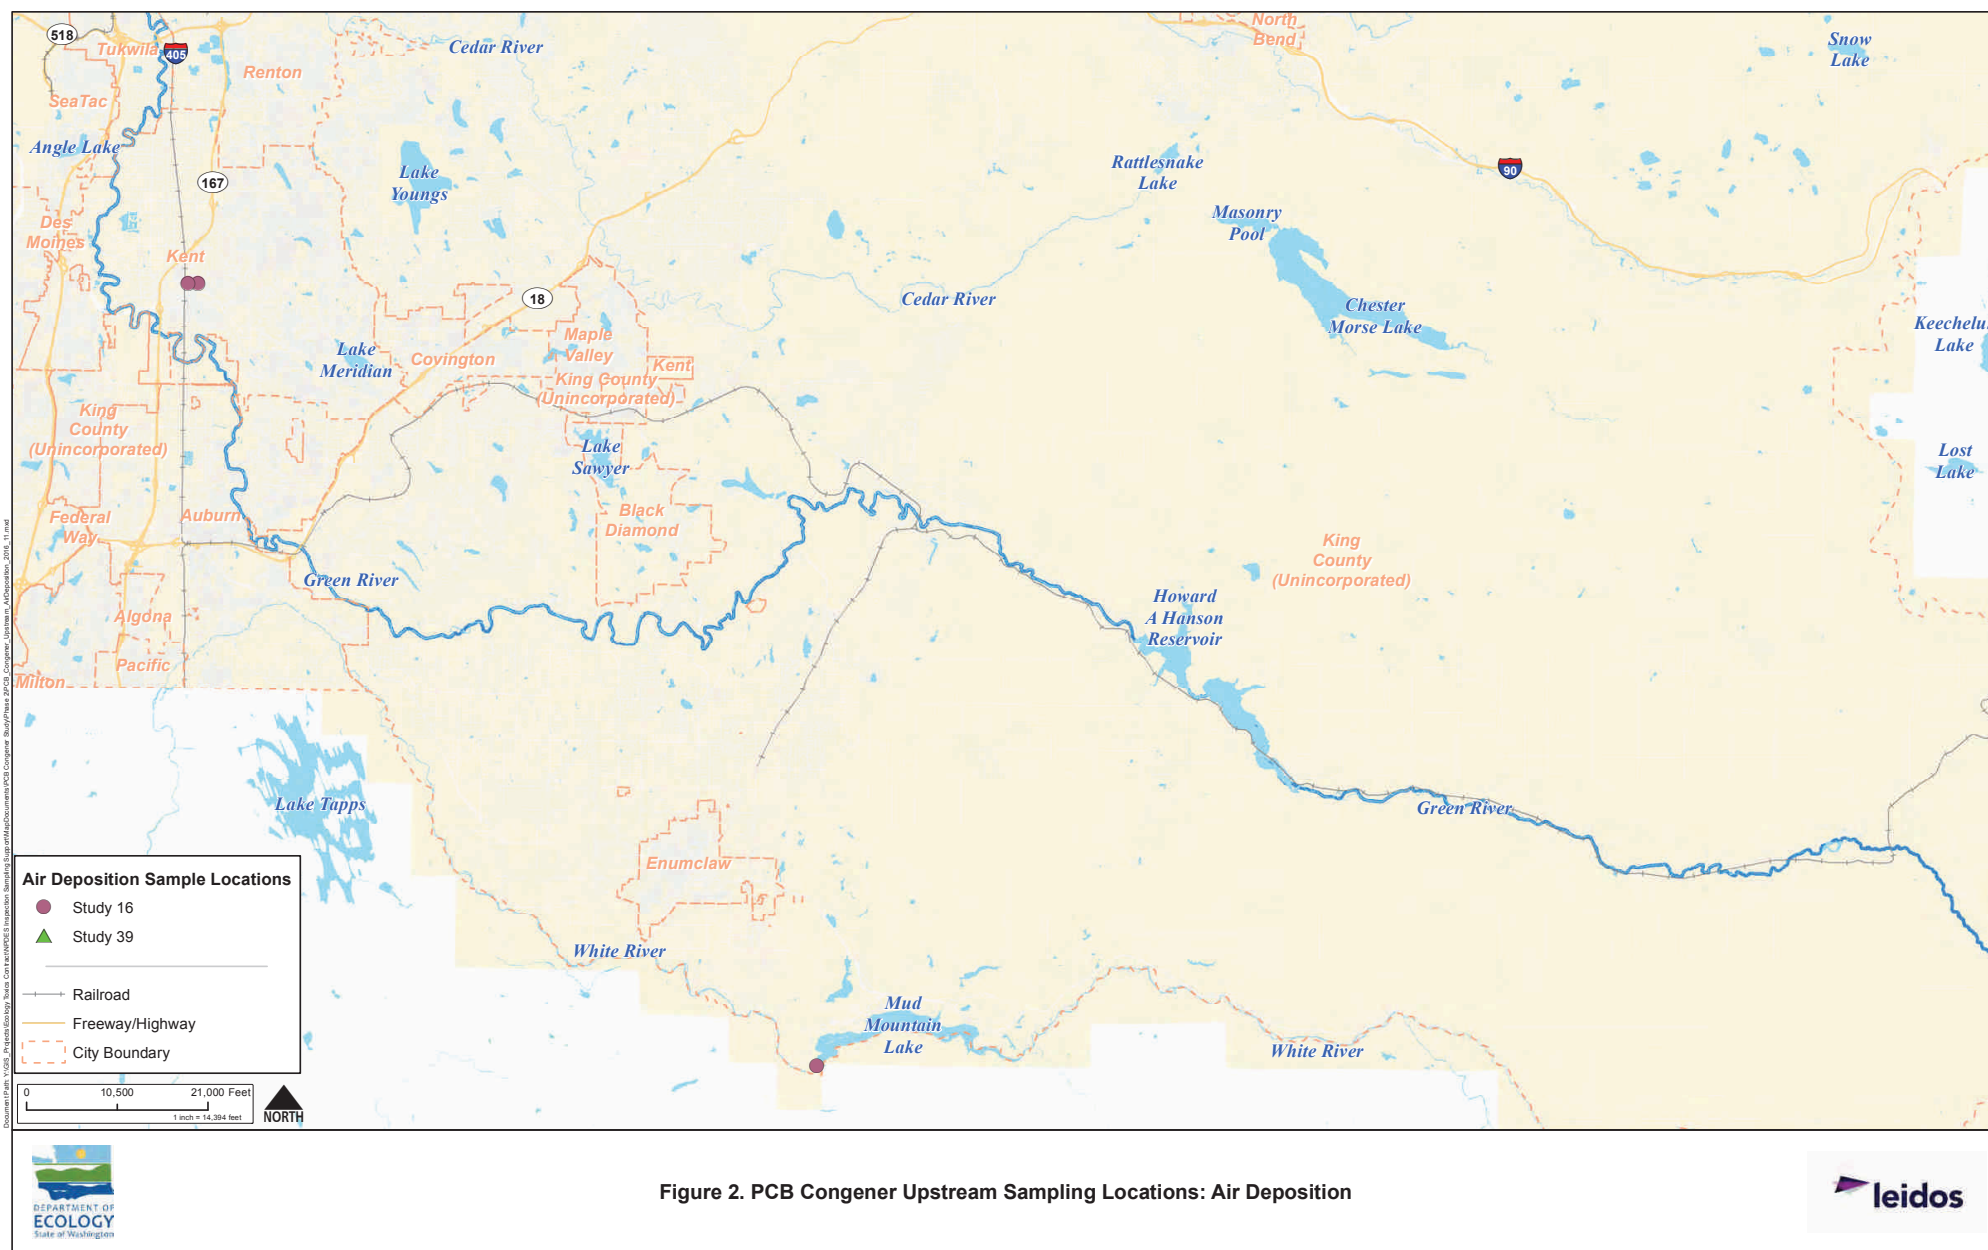 518
Tukwila
405
Renton
SeaTac
Angle Lake
167
Des
Moines
Kent
Cedar River
Lake
Youngs
North
Bend
Snow
Lake
Rattlesnake
Lake
90
Masonry
Pool
Cedar River
Chester
Morse Lake
Keechelu
Lake
18
Maple
Valley
Lake
Meridian
Covington
Kent
King County
(Unincorporated)
King
County
(Unincorporated)
Lake
Sawyer
Lost
Lake
Federal
Way
Auburn
Black
Diamond
King
County
(Unincorporated)
Green River
Howard
A Hanson
Reservoir
Algona
Pacific
Milton
Lake Tapps
Green River
Enumclaw
White River
Mud
Mountain
Lake
White River
Air Deposition Sample Locations
Study 16
Study 39
Railroad
Freeway/Highway
City Boundary
0 10,500 21,000 Feet
1 inch = 14,394 feet
NORTH
DEPARTMENT OF
ECOLOGY
State of Washington
Figure 2. PCB Congener Upstream Sampling Locations: Air Deposition
leidos